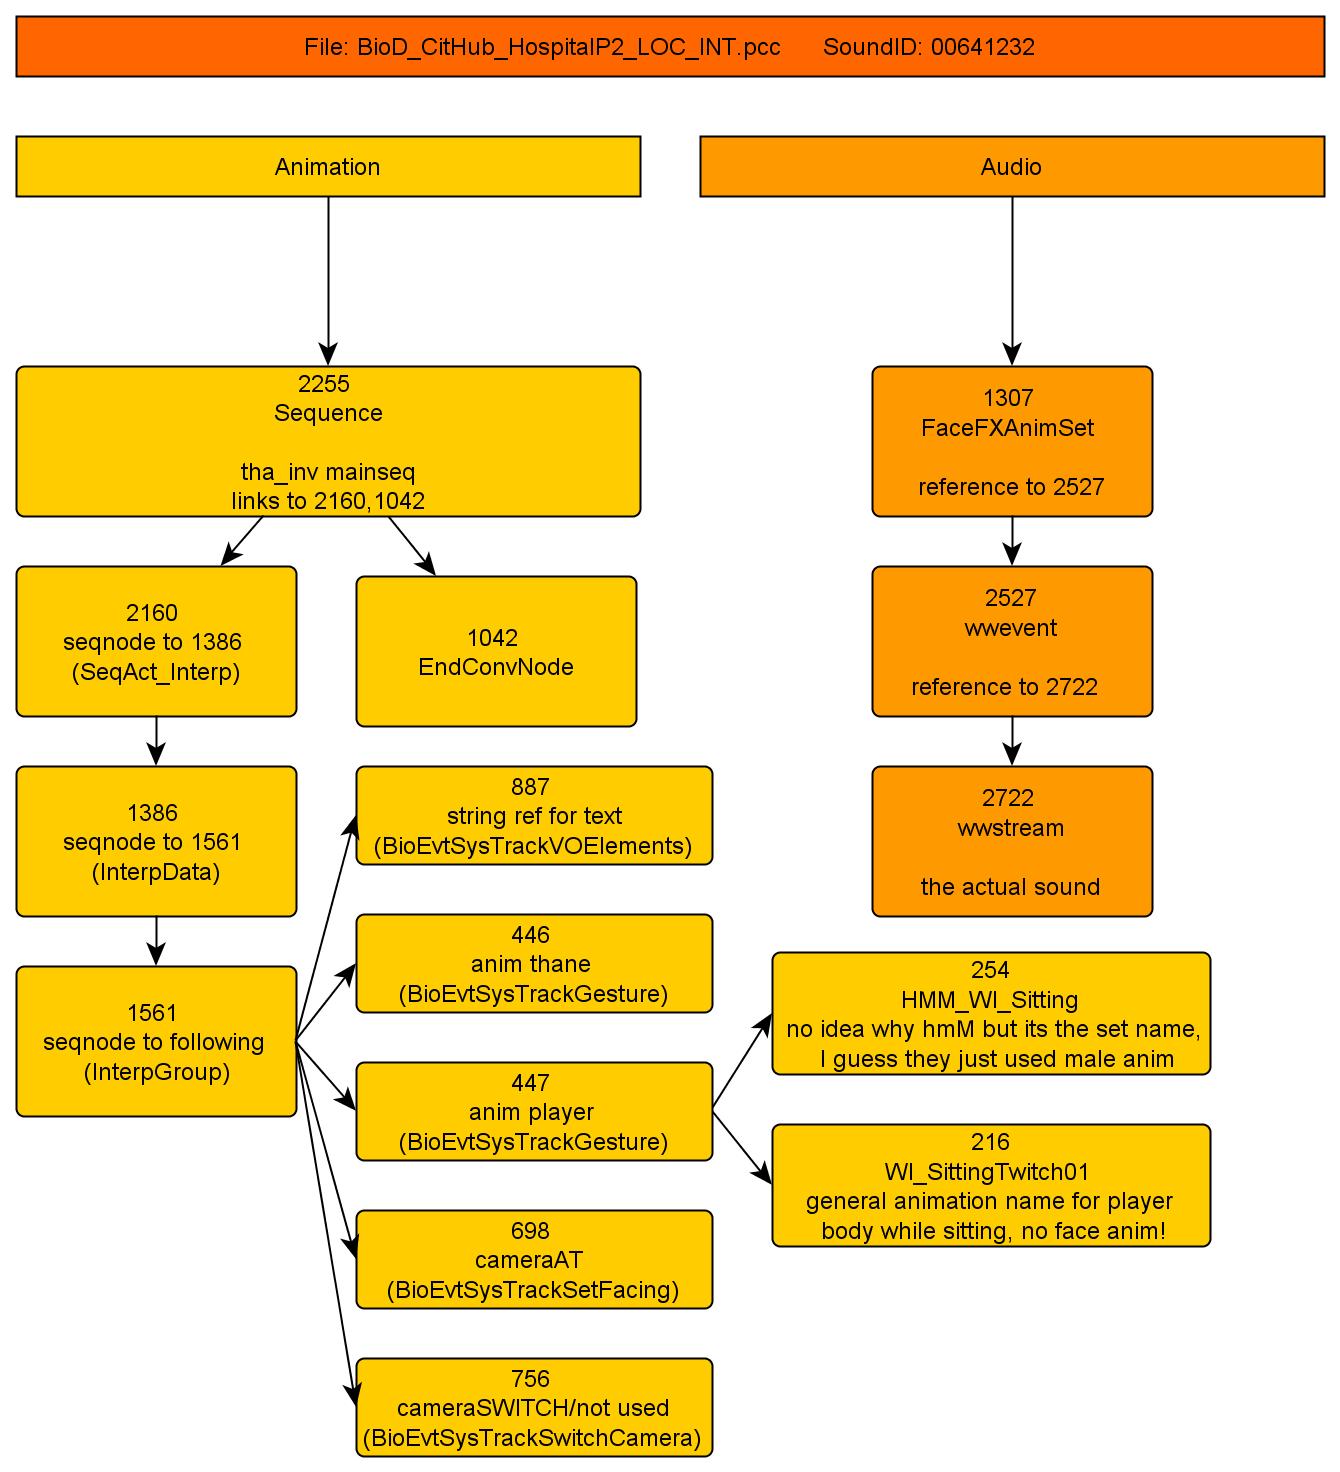 File: BioD_CitHub_HospitalP2_LOC_INT.pcc SoundID: 00641232
Animation
Audio
2255
Sequence
tha_inv mainseq
links to 2160,1042
1307
FaceFXAnimSet
reference to 2527
2160
seqnode to 1386
(SeqAct_Interp)
1042
EndConvNode
2527
wwevent
reference to 2722
1386
seqnode to 1561
(InterpData)
887
string ref for text
(BioEvtSysTrackVOElements)
2722
wwstream
the actual sound
1561
seqnode to following
(InterpGroup)
446
anim thane
(BioEvtSysTrackGesture)
254
HMM_WI_Sitting
no idea why hmM but its the set name,
I guess they just used male anim
447
anim player
(BioEvtSysTrackGesture)
216
WI_SittingTwitch01
general animation name for player
body while sitting, no face anim!
698
cameraAT
(BioEvtSysTrackSetFacing)
756
cameraSWITCH/not used
(BioEvtSysTrackSwitchCamera)